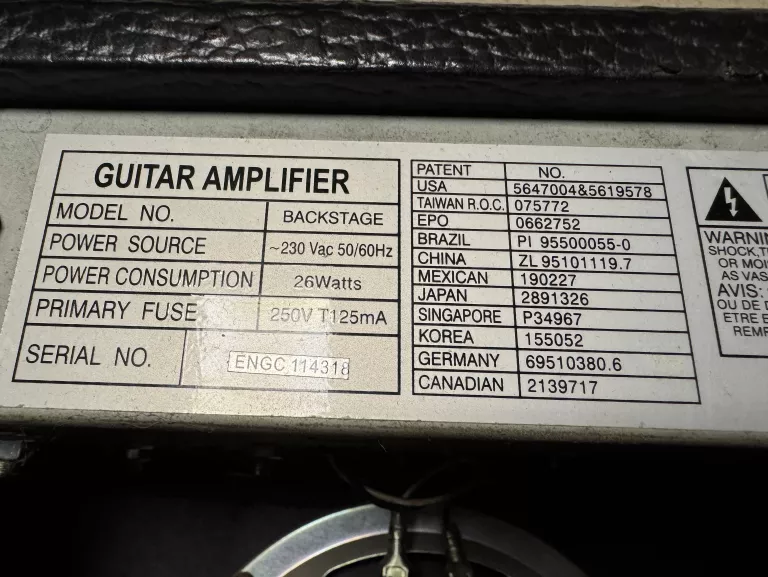 GUITAR AMPLIFIER
MODEL NO. BACKSTAGE
POWER SOURCE ~230 Vac 50/60Hz
POWER CONSUMPTION 26Watts
PRIMARY FUSE 250V T125mA
SERIAL NO. ENGC 114318
PATENT NO.
USA 5647004&5619578
TAIWAN R.O.C. 075772
EPO 0662752
BRAZIL PI 95500055-0
CHINA ZL 95101119.7
MEXICAN 190227
JAPAN 2891326
SINGAPORE P34967
KOREA 155052
GERMANY 69510380.6
CANADIAN 2139717
WARNIN
SHOCK,T
OR MOI
AS VAS
AVIS:
OU DE D
ETRE E
REMP